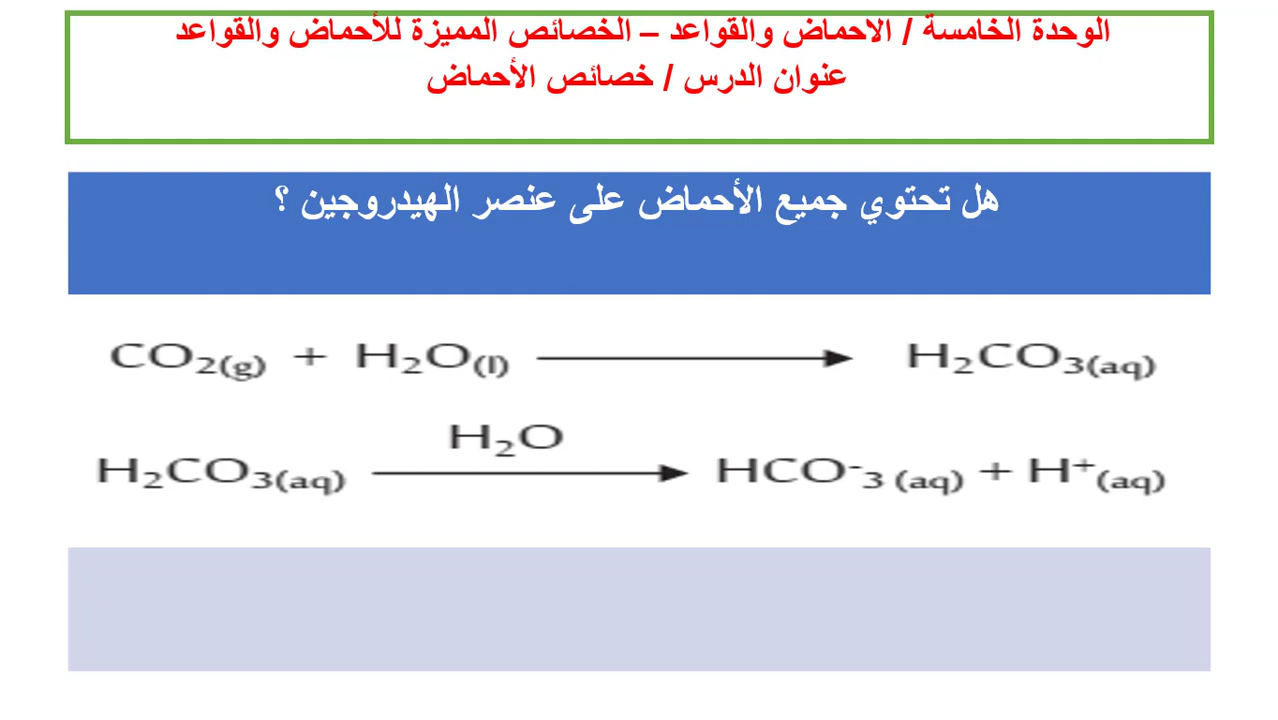 الوحدة الخامسة / الاحماض والقواعد – الخصائص المميزة للأحماض والقواعد
عنوان الدرس / خصائص الأحماض
هل تحتوي جميع الأحماض على عنصر الهيدروجين ؟
CO₂(g) + H₂O(l) ⟶ H₂CO₃(aq)
H₂O
H₂CO₃(aq) ⟶ HCO⁻₃ (aq) + H⁺(aq)